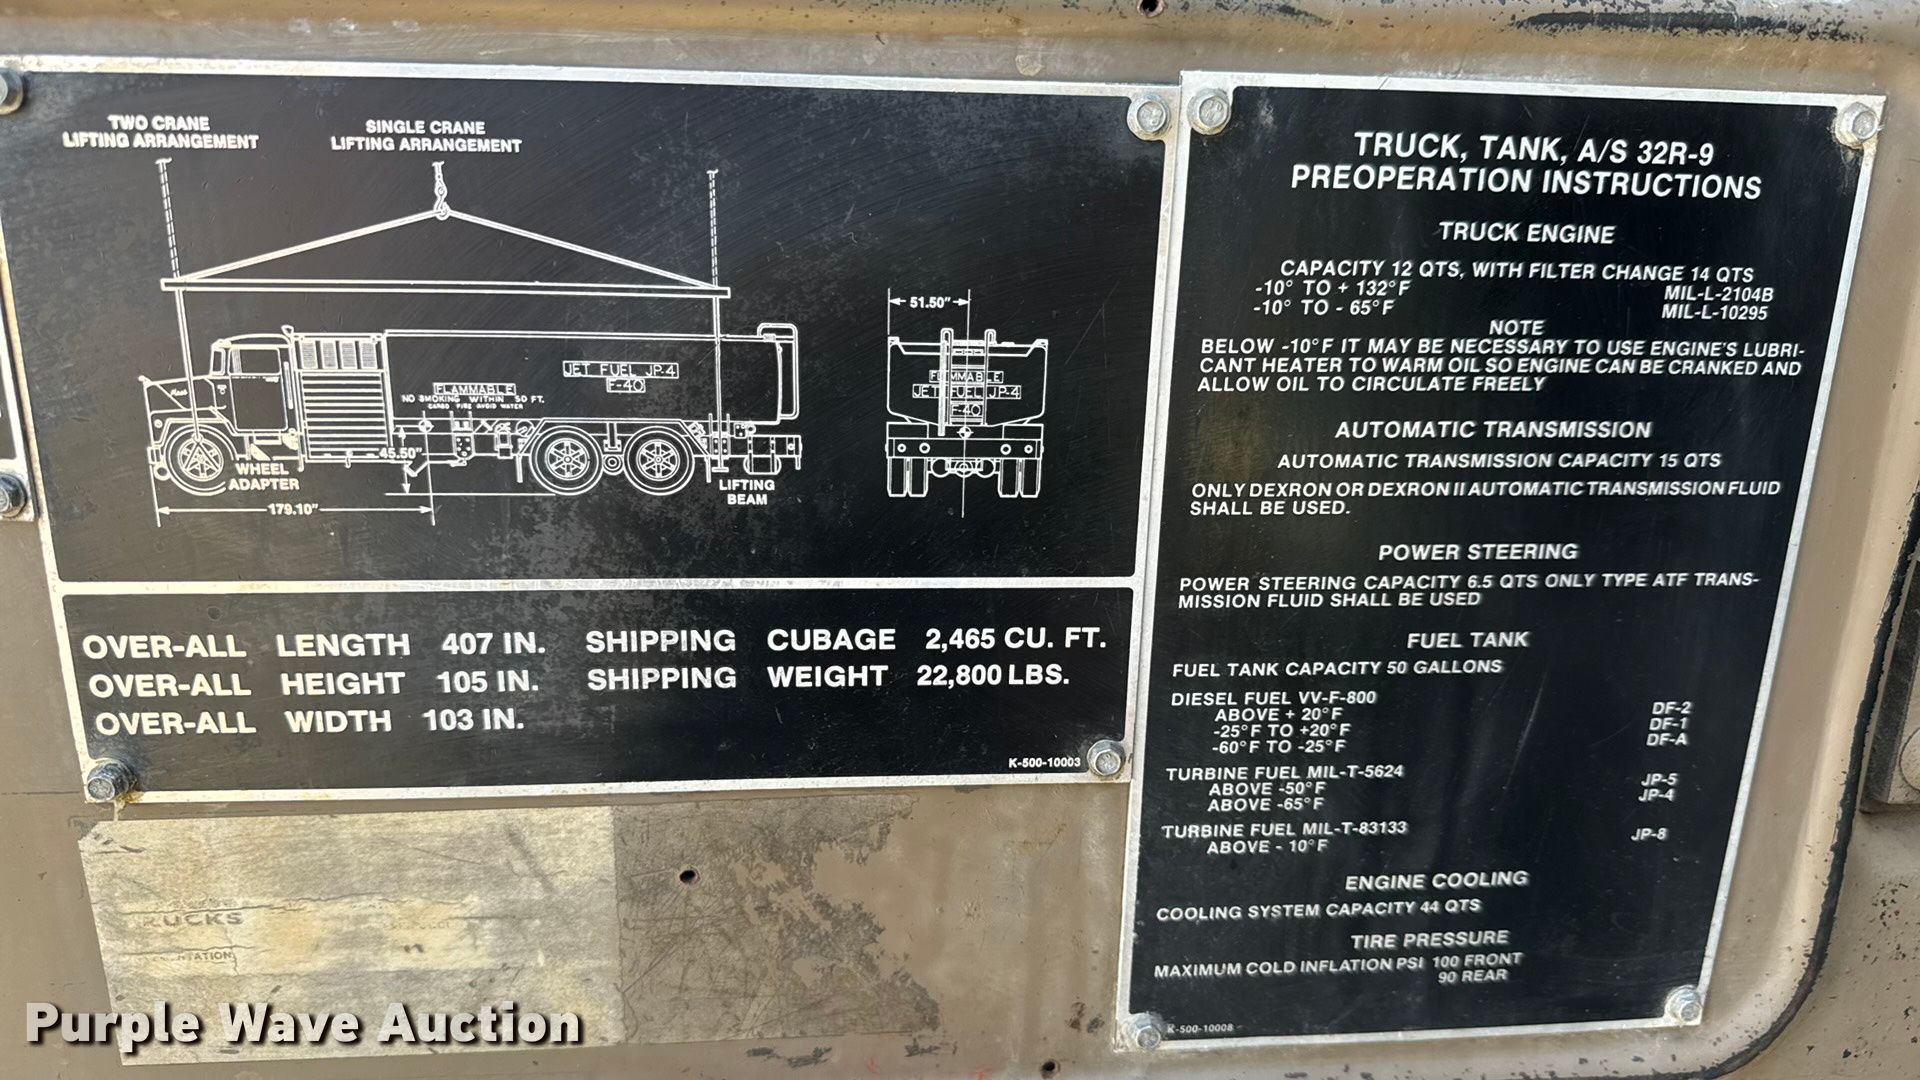 TWO CRANE
LIFTING ARRANGEMENT
SINGLE CRANE
LIFTING ARRANGEMENT
51.50"
JET FUEL JP-4
F-40
FLAMMABLE
NO SMOKING WITHIN 50 FT.
FLAMMABLE
JET FUEL JP-4
F-40
45.50"
WHEEL
ADAPTER
LIFTING
BEAM
179.10"
OVER-ALL LENGTH 407 IN. SHIPPING CUBAGE 2,465 CU. FT.
OVER-ALL HEIGHT 105 IN. SHIPPING WEIGHT 22,800 LBS.
OVER-ALL WIDTH 103 IN.
K-500-10003
TRUCK, TANK, A/S 32R-9
PREOPERATION INSTRUCTIONS
TRUCK ENGINE
CAPACITY 12 QTS, WITH FILTER CHANGE 14 QTS
-10° TO + 132°F MIL-L-2104B
-10° TO - 65°F MIL-L-10295
NOTE
BELOW -10°F IT MAY BE NECESSARY TO USE ENGINE'S LUBRI-
CANT HEATER TO WARM OIL SO ENGINE CAN BE CRANKED AND
ALLOW OIL TO CIRCULATE FREELY
AUTOMATIC TRANSMISSION
AUTOMATIC TRANSMISSION CAPACITY 15 QTS
ONLY DEXRON OR DEXRON II AUTOMATIC TRANSMISSION FLUID
SHALL BE USED.
POWER STEERING
POWER STEERING CAPACITY 6.5 QTS ONLY TYPE ATF TRANS-
MISSION FLUID SHALL BE USED
FUEL TANK
FUEL TANK CAPACITY 50 GALLONS
DIESEL FUEL VV-F-800
ABOVE + 20°F DF-2
-25°F TO +20°F DF-1
-60°F TO -25°F DF-A
TURBINE FUEL MIL-T-5624
ABOVE -50°F JP-5
ABOVE -65°F JP-4
TURBINE FUEL MIL-T-83133
ABOVE - 10°F JP-8
ENGINE COOLING
COOLING SYSTEM CAPACITY 44 QTS
TIRE PRESSURE
MAXIMUM COLD INFLATION PSI 100 FRONT
90 REAR
K-500-10008
TRUCKS
Purple Wave Auction